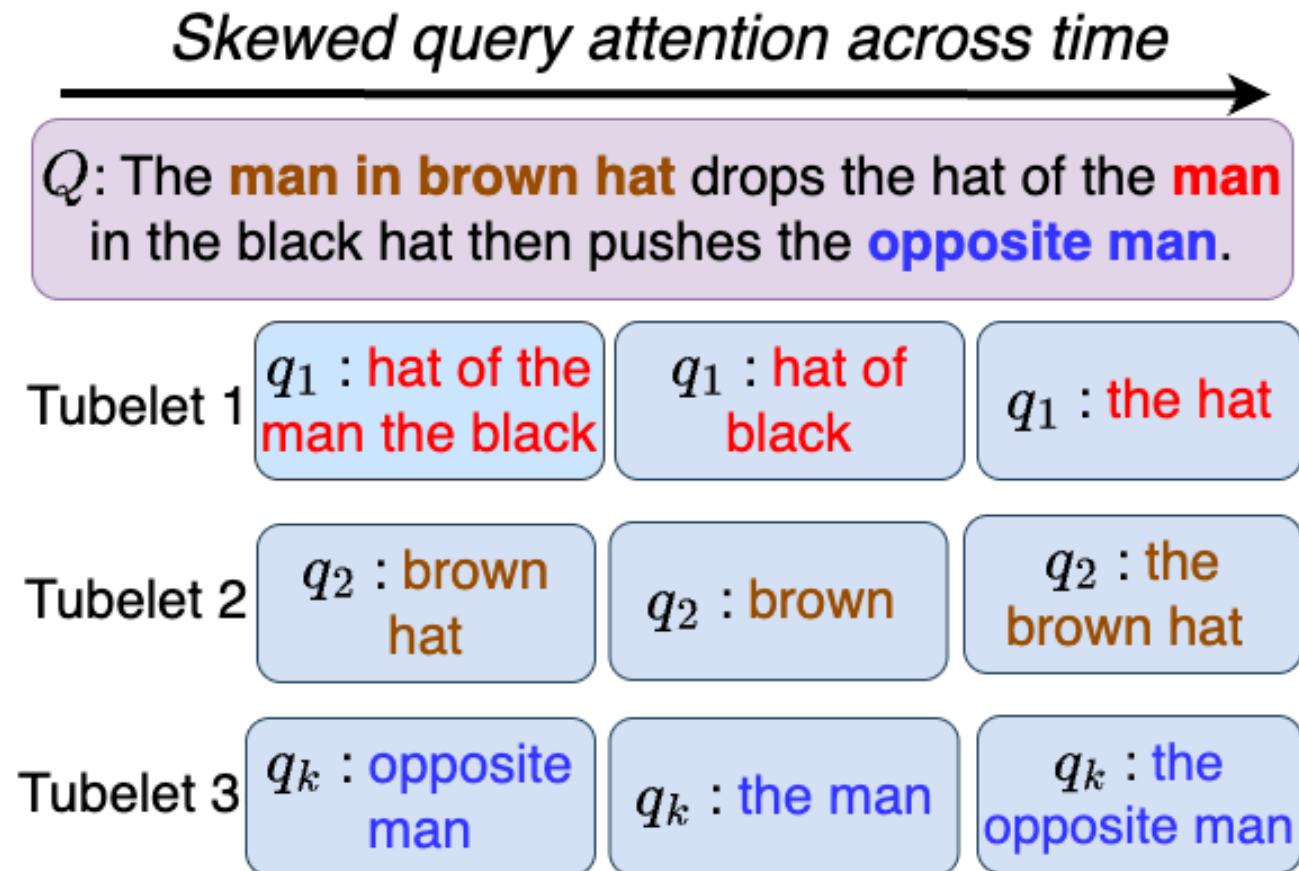 Skewed query attention across time
Q: The man in brown hat drops the hat of the man
in the black hat then pushes the opposite man.
Tubelet 1
q₁ : hat of the
man the black
q₁ : hat of
black
q₁ : the hat
Tubelet 2
q₂ : brown
hat
q₂ : brown
q₂ : the
brown hat
Tubelet 3
qₖ : opposite
man
qₖ : the man
qₖ : the
opposite man